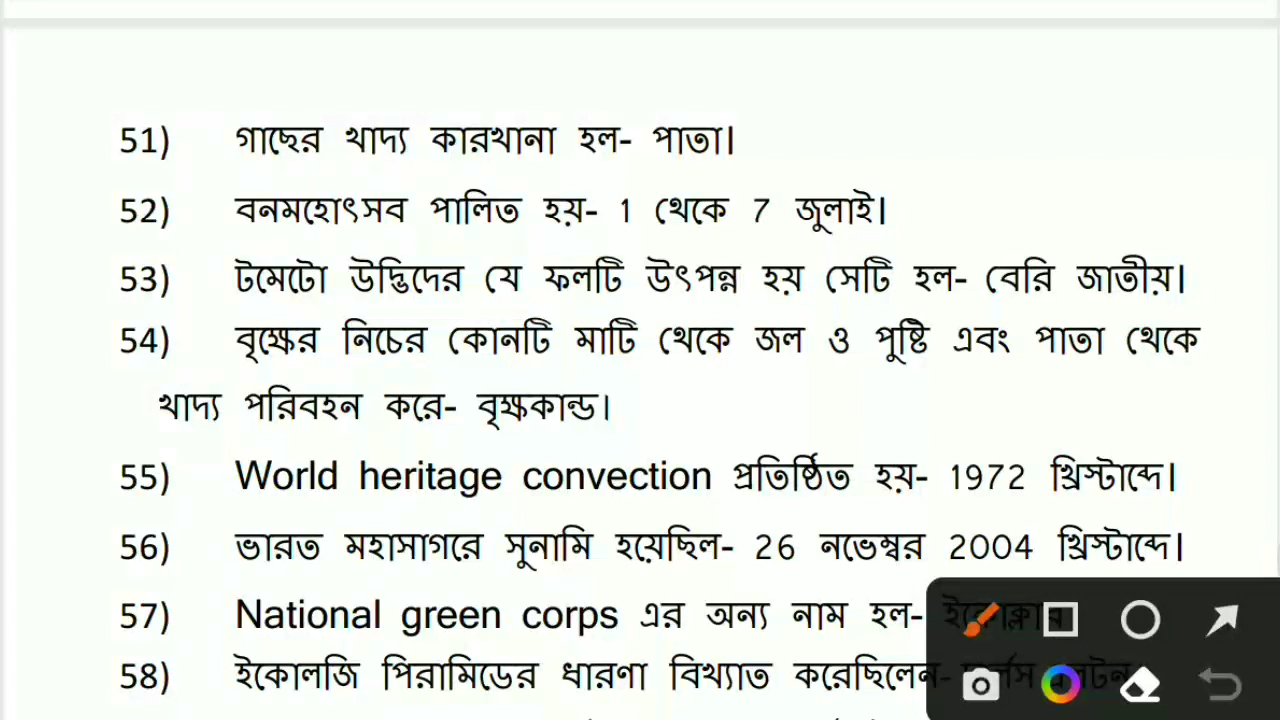 51) গাছের খাদ্য কারখানা হল- পাতা।
52) বনমহোৎসব পালিত হয়- 1 থেকে 7 জুলাই।
53) টমেটো উদ্ভিদের যে ফলটি উৎপন্ন হয় সেটি হল- বেরি জাতীয়।
54) বৃক্ষের নিচের কোনটি মাটি থেকে জল ও পুষ্টি এবং পাতা থেকে
খাদ্য পরিবহন করে- বৃক্ষকান্ড।
55) World heritage convection প্রতিষ্ঠিত হয়- 1972 খ্রিস্টাব্দে।
56) ভারত মহাসাগরে সুনামি হয়েছিল- 26 নভেম্বর 2004 খ্রিস্টাব্দে।
57) National green corps এর অন্য নাম হল-
58) ইকোলজি পিরামিডের ধারণা বিখ্যাত করেছিলেন-